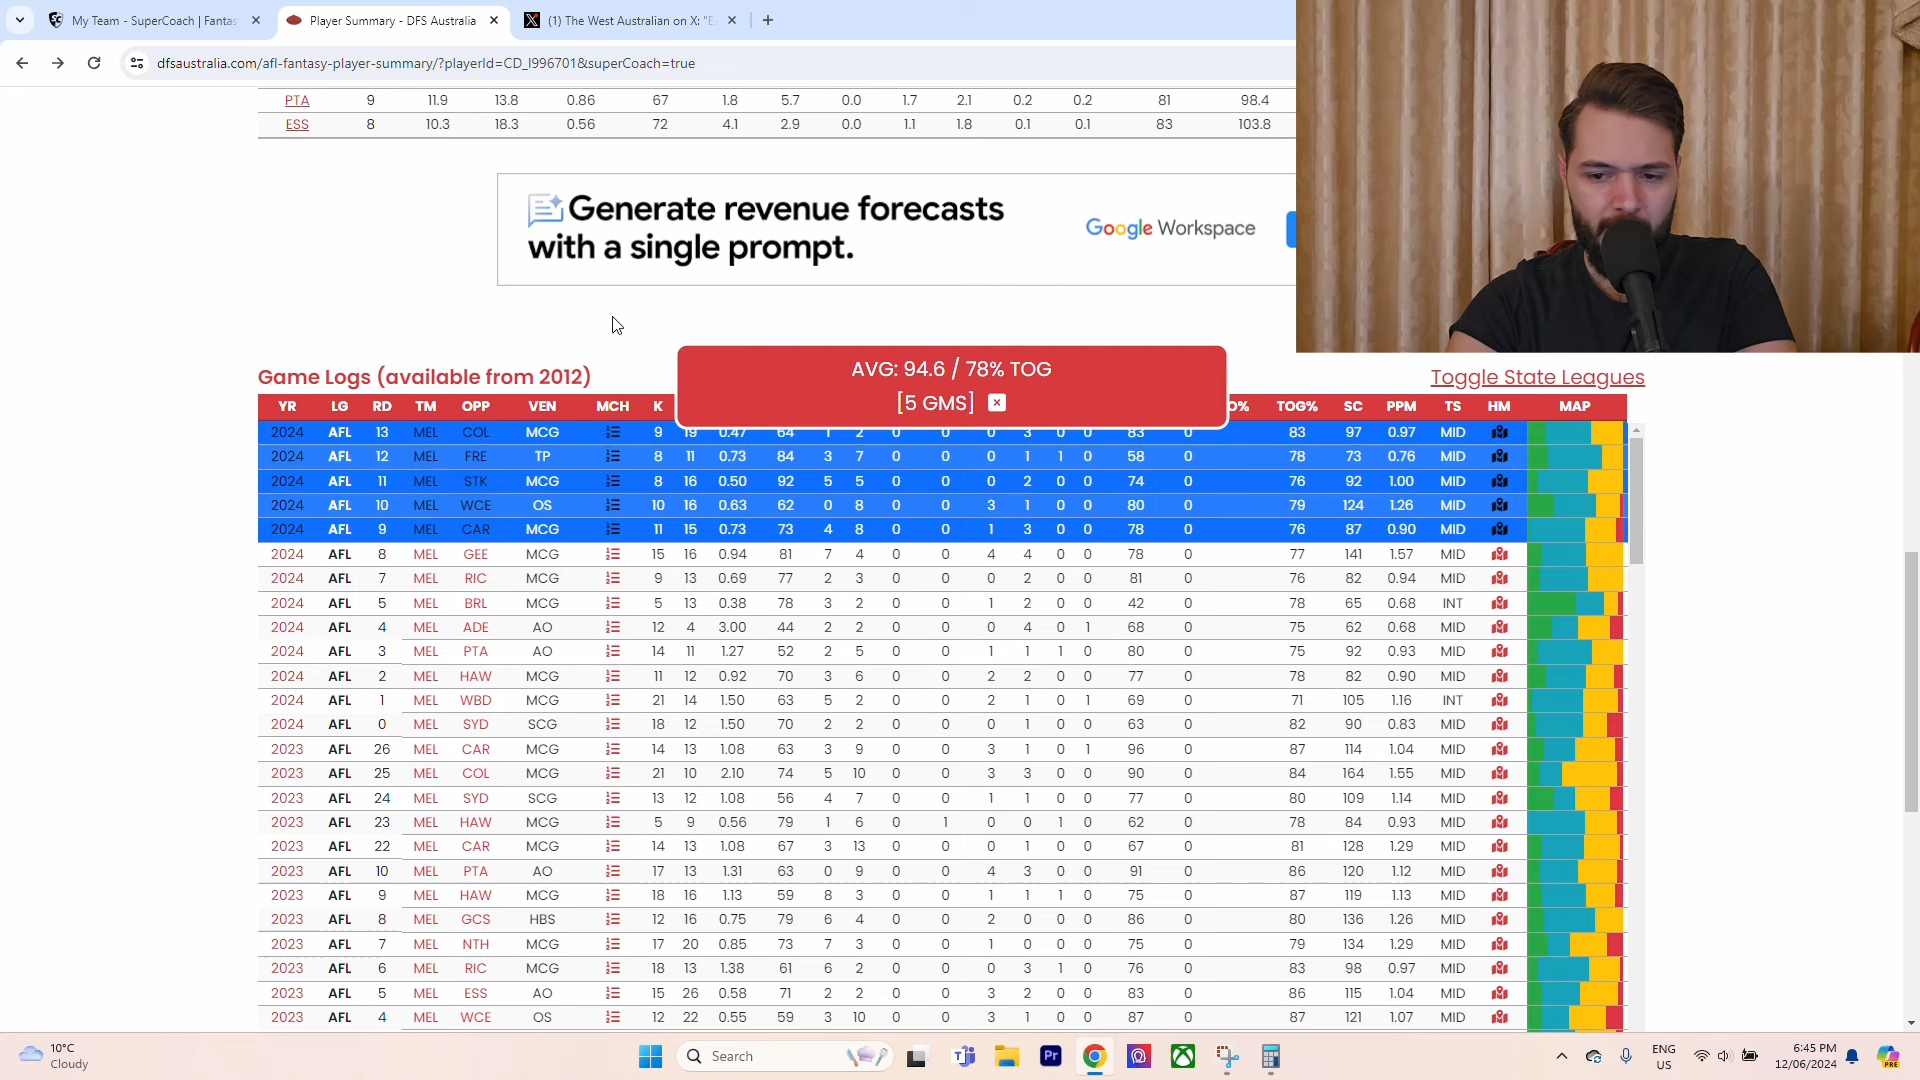 My Team - SuperCoach | Fantas
Player Summary - DFS Australia
(1) The West Australian on X: "E
dfsaustralia.com/afl-fantasy-player-summary/?playerId=CD_I996701&superCoach=true
PTA 9 11.9 13.8 0.86 67 1.8 5.7 0.0 1.7 2.1 0.2 0.2 81 98.4
ESS 8 10.3 18.3 0.56 72 4.1 2.9 0.0 1.1 1.8 0.1 0.1 83 103.8
Generate revenue forecasts
with a single prompt.
Google Workspace
AVG: 94.6 / 78% TOG
[5 GMS]
Game Logs (available from 2012)
Toggle State Leagues
YR LG RD TM OPP VEN MCH K TOG% SC PPM TS HM MAP
2024 AFL 13 MEL COL MCG 9 19 0.47 64 1 2 0 0 0 3 0 0 83 0 83 97 0.97 MID
2024 AFL 12 MEL FRE TP 8 11 0.73 84 3 7 0 0 0 1 1 0 58 0 78 73 0.76 MID
2024 AFL 11 MEL STK MCG 8 16 0.50 92 5 5 0 0 0 2 0 0 74 0 76 92 1.00 MID
2024 AFL 10 MEL WCE OS 10 16 0.63 62 0 8 0 0 3 1 0 0 80 0 79 124 1.26 MID
2024 AFL 9 MEL CAR MCG 11 15 0.73 73 4 8 0 0 1 3 0 0 78 0 76 87 0.90 MID
2024 AFL 8 MEL GEE MCG 15 16 0.94 81 7 4 0 0 4 4 0 0 78 0 77 141 1.57 MID
2024 AFL 7 MEL RIC MCG 9 13 0.69 77 2 3 0 0 0 2 0 0 81 0 76 82 0.94 MID
2024 AFL 5 MEL BRL MCG 5 13 0.38 78 3 2 0 0 1 2 0 0 42 0 78 65 0.68 INT
2024 AFL 4 MEL ADE AO 12 4 3.00 44 2 2 0 0 0 4 0 1 68 0 75 62 0.68 MID
2024 AFL 3 MEL PTA AO 14 11 1.27 52 2 5 0 0 1 1 1 0 80 0 75 92 0.93 MID
2024 AFL 2 MEL HAW MCG 11 12 0.92 70 3 6 0 0 2 2 0 0 77 0 78 82 0.90 MID
2024 AFL 1 MEL WBD MCG 21 14 1.50 63 5 2 0 0 2 1 0 1 69 0 71 105 1.16 INT
2024 AFL 0 MEL SYD SCG 18 12 1.50 70 2 2 0 0 0 1 0 0 63 0 82 90 0.83 MID
2023 AFL 26 MEL CAR MCG 14 13 1.08 63 3 9 0 0 3 1 0 1 96 0 87 114 1.04 MID
2023 AFL 25 MEL COL MCG 21 10 2.10 74 5 10 0 0 3 3 0 0 90 0 84 164 1.55 MID
2023 AFL 24 MEL SYD SCG 13 12 1.08 56 4 7 0 0 1 1 0 0 77 0 80 109 1.14 MID
2023 AFL 23 MEL HAW MCG 5 9 0.56 79 1 6 0 1 0 0 1 0 62 0 78 84 0.93 MID
2023 AFL 22 MEL CAR MCG 14 13 1.08 67 3 13 0 0 0 1 0 0 67 0 81 128 1.29 MID
2023 AFL 10 MEL PTA AO 17 13 1.31 63 0 9 0 0 4 3 0 0 91 0 86 120 1.12 MID
2023 AFL 9 MEL HAW MCG 18 16 1.13 59 8 3 0 0 1 1 1 0 75 0 87 119 1.13 MID
2023 AFL 8 MEL GCS HBS 12 16 0.75 79 6 4 0 0 2 0 0 0 86 0 80 136 1.26 MID
2023 AFL 7 MEL NTH MCG 17 20 0.85 73 7 3 0 0 1 0 0 0 75 0 79 134 1.29 MID
2023 AFL 6 MEL RIC MCG 18 13 1.38 61 6 2 0 0 0 3 1 0 76 0 83 98 0.97 MID
2023 AFL 5 MEL ESS AO 15 26 0.58 71 2 2 0 0 3 2 0 0 83 0 86 115 1.04 MID
2023 AFL 4 MEL WCE OS 12 22 0.55 59 3 10 0 0 3 1 0 0 87 0 87 121 1.07 MID
10°C
Cloudy
Search
Pr
ENG
US
6:45 PM
12/06/2024
PRE